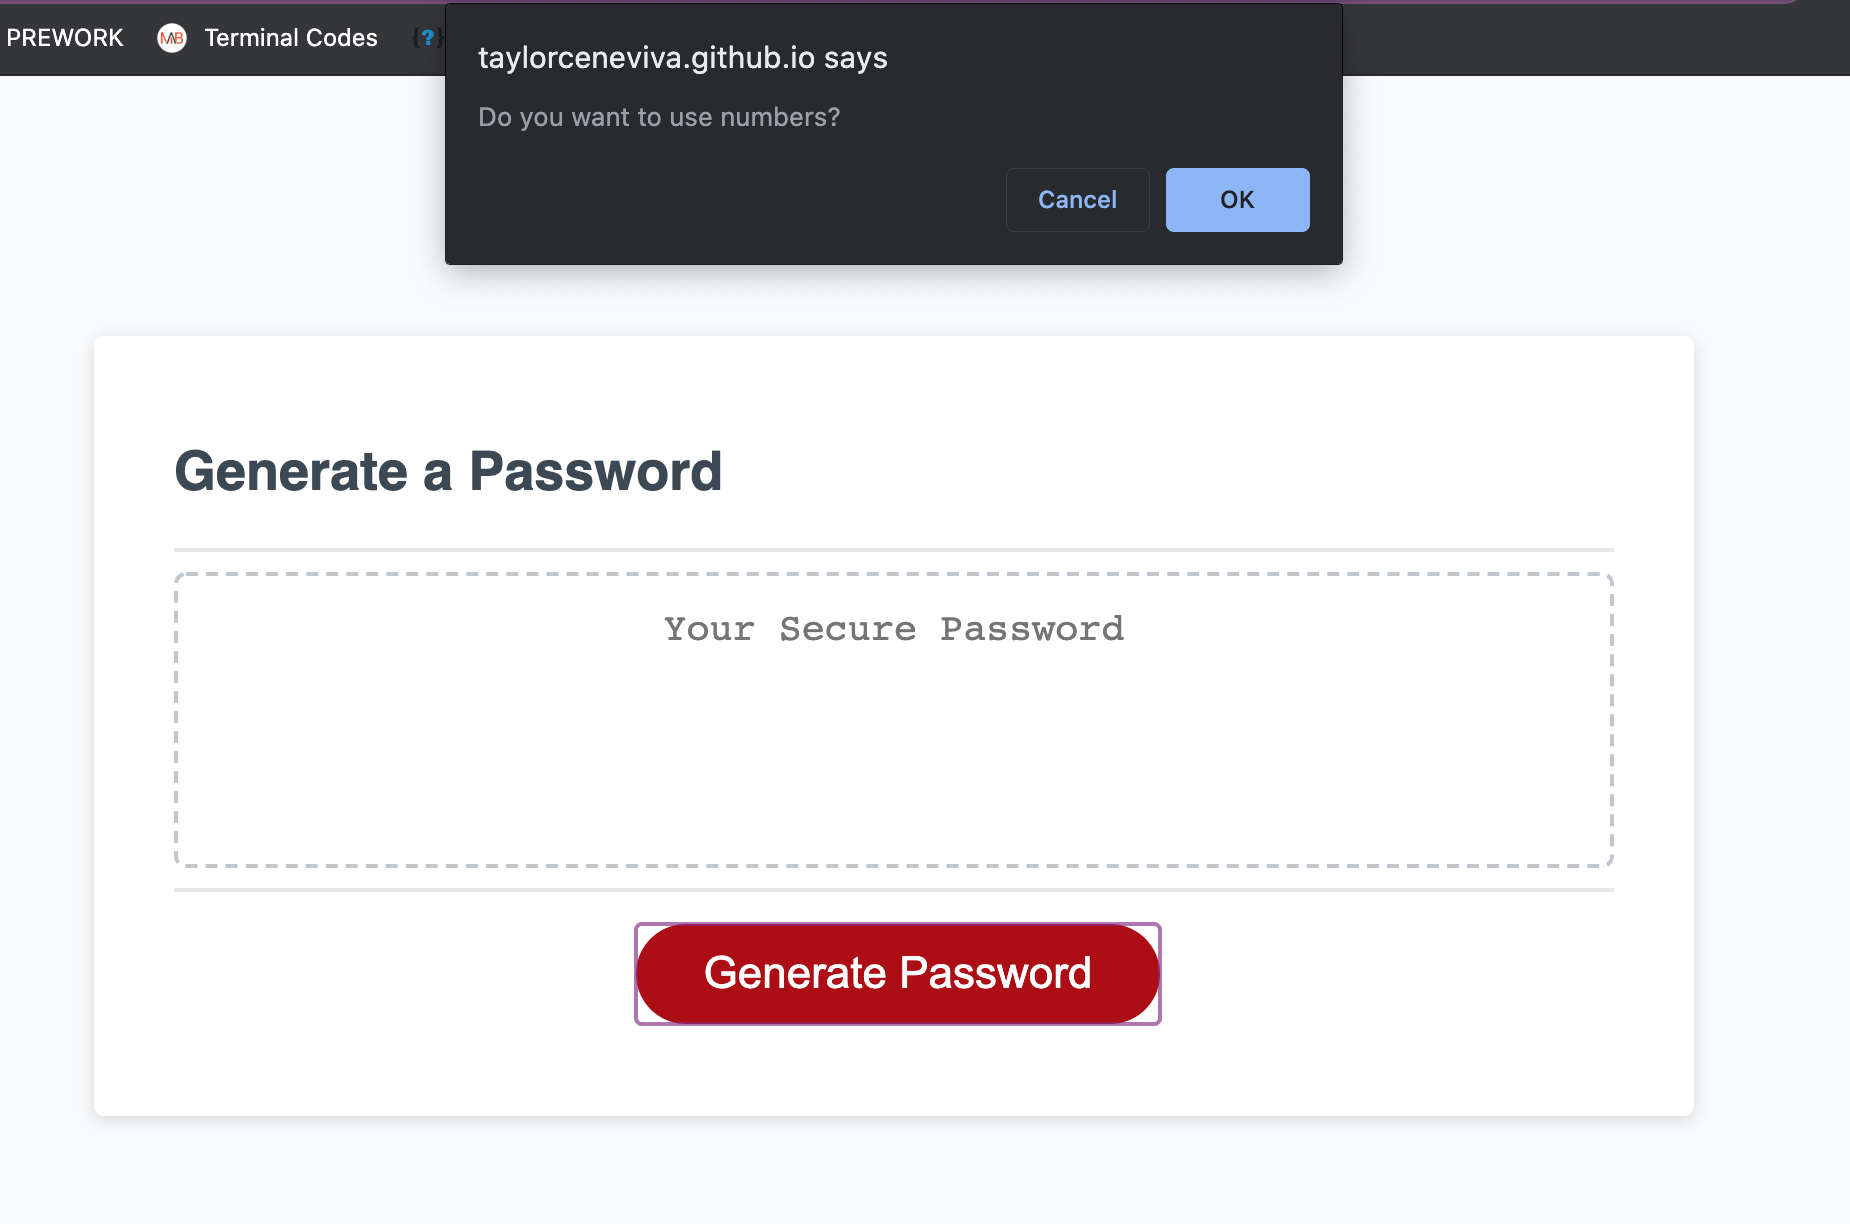 PREWORK MB Terminal Codes {?}
taylorceneviva.github.io says
Do you want to use numbers?
Cancel OK
Generate a Password
Your Secure Password
Generate Password